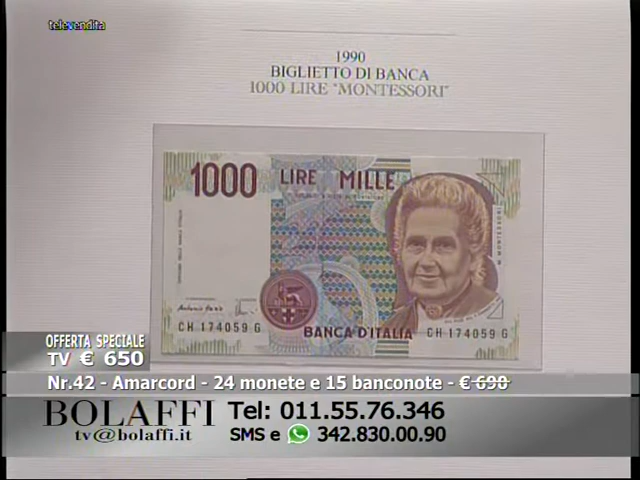 televendita
1990
BIGLIETTO DI BANCA
1000 LIRE "MONTESSORI"
1000 LIRE MILLE
M. MONTESSORI
CH 174059 G
BANCA D'ITALIA
CH 174059 G
OFFERTA SPECIALE
TV € 650
Nr.42 - Amarcord - 24 monete e 15 banconote - € 690
BOLAFFI
tv@bolaffi.it
Tel: 011.55.76.346
SMS e 342.830.00.90